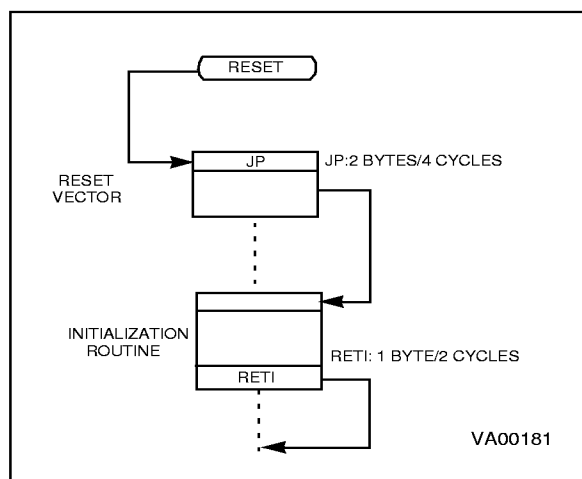 RESET
JP
JP:2 BYTES/4 CYCLES
RESET
VECTOR
INITIALIZATION
ROUTINE
RETI: 1 BYTE/2 CYCLES
RETI
VA00181